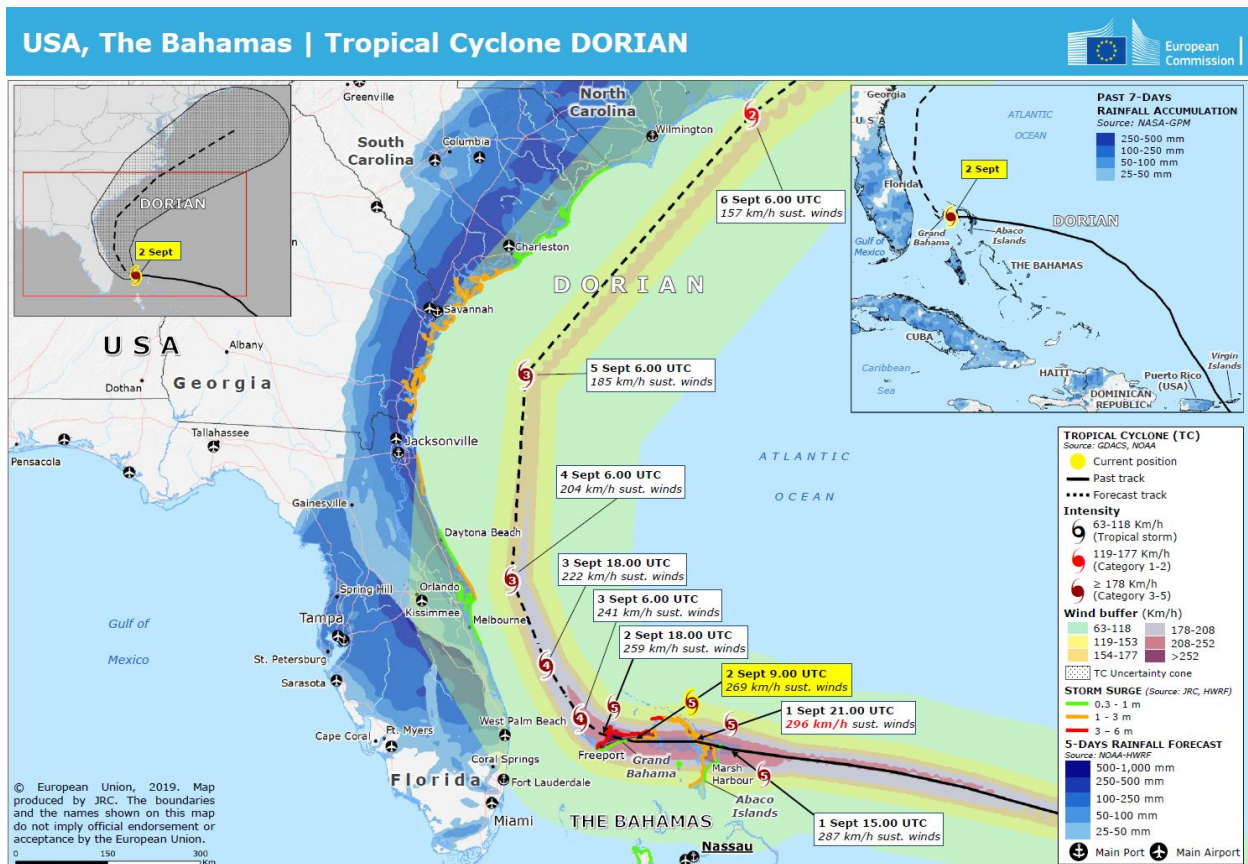 USA, The Bahamas | Tropical Cyclone DORIAN
European
Commission
DORIAN
2 Sept
Greenville
North
Carolina
Wilmington
South
Carolina
Columbia
2
6 Sept 6.00 UTC
157 km/h sust. winds
Charleston
DORIAN
Savannah
USA
Albany
Georgia
Dothan
3
5 Sept 6.00 UTC
185 km/h sust. winds
Tallahassee
Jacksonville
Pensacola
ATLANTIC
OCEAN
4 Sept 6.00 UTC
204 km/h sust. winds
Gainesville
Daytona Beach
3
3 Sept 18.00 UTC
222 km/h sust. winds
Spring Hill
Orlando
Kissimmee
3 Sept 6.00 UTC
241 km/h sust. winds
Tampa
Melbourne
2 Sept 18.00 UTC
259 km/h sust. winds
Gulf of
Mexico
St. Petersburg
4
2 Sept 9.00 UTC
269 km/h sust. winds
Sarasota
5
5
1 Sept 21.00 UTC
296 km/h sust. winds
West Palm Beach
4
5
Cape Coral
Ft. Myers
Freeport
Grand
Bahama
Marsh
Harbour
5
Coral Springs
Florida
Fort Lauderdale
Abaco
Islands
Miami
THE BAHAMAS
1 Sept 15.00 UTC
287 km/h sust. winds
Nassau
© European Union, 2019. Map
produced by JRC. The boundaries
and the names shown on this map
do not imply official endorsement or
acceptance by the European Union.
0 150 300
Km
Georgia
USA
ATLANTIC
OCEAN
PAST 7-DAYS
RAINFALL ACCUMULATION
Source: NASA-GPM
250-500 mm
100-250 mm
50-100 mm
25-50 mm
2 Sept
Florida
DORIAN
Grand
Bahama
Abaco
Islands
Gulf of
Mexico
THE BAHAMAS
CUBA
Caribbean
Sea
HAITI
DOMINICAN
REPUBLIC
Puerto Rico
(USA)
Virgin
Islands
TROPICAL CYCLONE (TC)
Source: GDACS, NOAA
Current position
Past track
Forecast track
Intensity
63-118 Km/h
(Tropical storm)
119-177 Km/h
(Category 1-2)
≥ 178 KM/h
(Category 3-5)
Wind buffer (Km/h)
63-118 178-208
119-153 208-252
154-177 >252
TC Uncertainty cone
STORM SURGE (Source: JRC, HWRF)
0.3 - 1 m
1 - 3 m
3 – 6 m
5-DAYS RAINFALL FORECAST
Source: NOAA-HWRF
500-1,000 mm
250-500 mm
100-250 mm
50-100 mm
25-50 mm
Main Port Main Airport